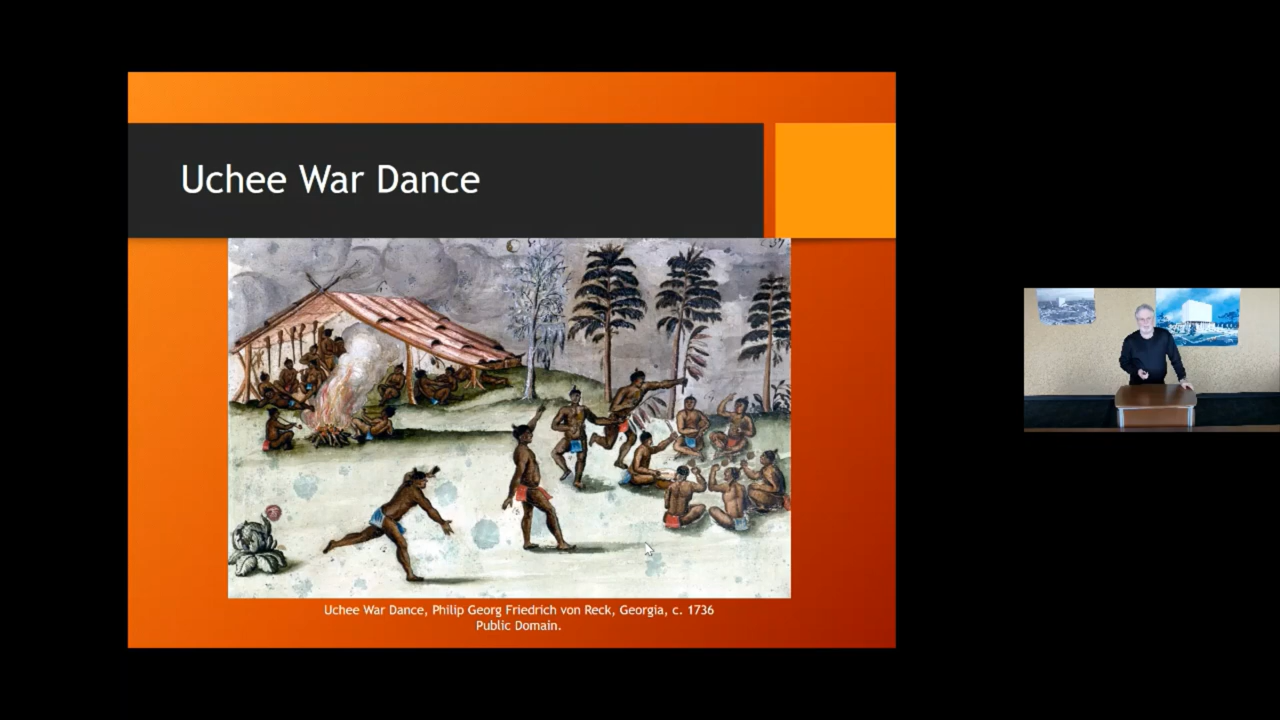 Uchee War Dance
Uchee War Dance, Philip Georg Friedrich von Reck, Georgia, c. 1736
Public Domain.